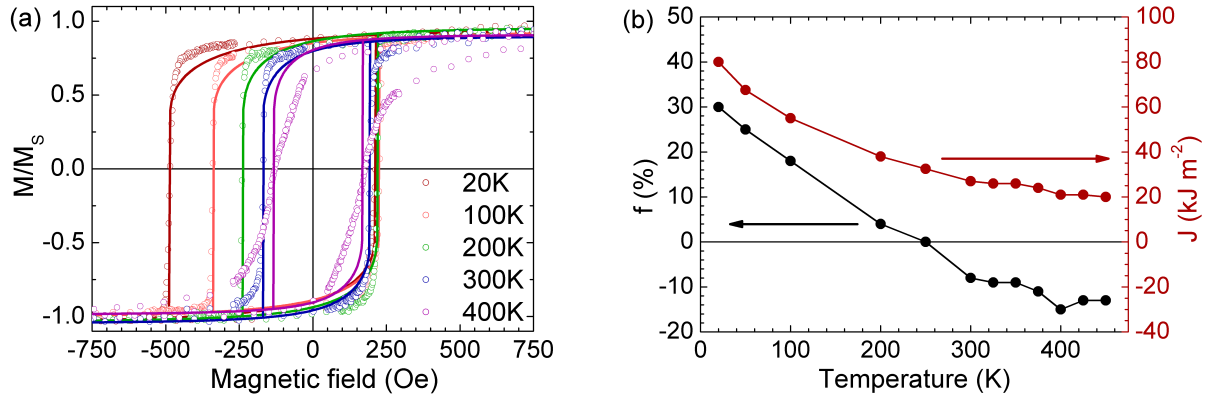 (a)
1.0
0.5
0.0
-0.5
-1.0
M/M_S
20K
100K
200K
300K
400K
-750 -500 -250 0 250 500 750
Magnetic field (Oe)
(b)
50
40
30
20
10
0
-10
-20
f (%)
100
80
60
40
20
0
-20
-40
J (kJ m⁻²)
0 100 200 300 400
Temperature (K)